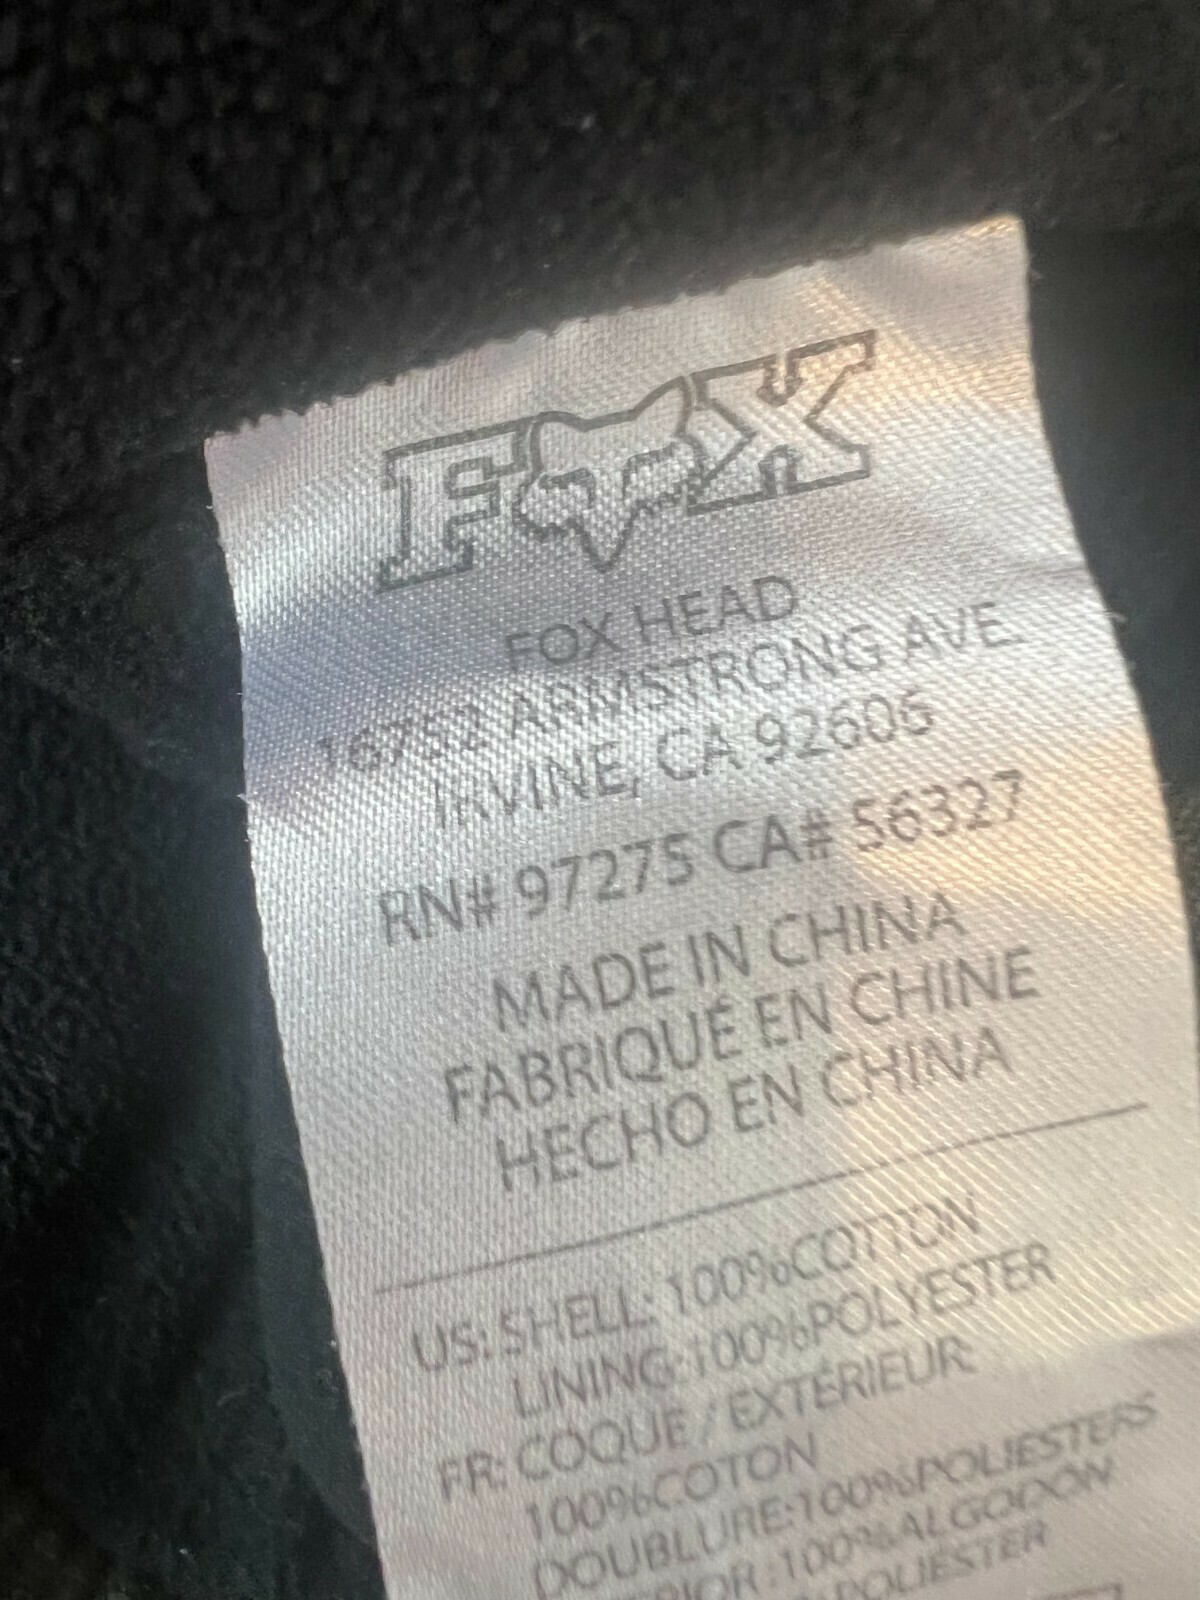 FOX
FOX HEAD
16752 ARMSTRONG AVE.
IRVINE, CA 92606
RN# 97275 CA# 56327
MADE IN CHINA
FABRIQUÉ EN CHINE
HECHO EN CHINA
US: SHELL: 100%COTTON
LINING:100%POLYESTER
FR: COQUE / EXTÉRIEUR:
100%COTON
DOUBLURE:100%POLIESTERS
:100%ALGODON
POLIÉSTER